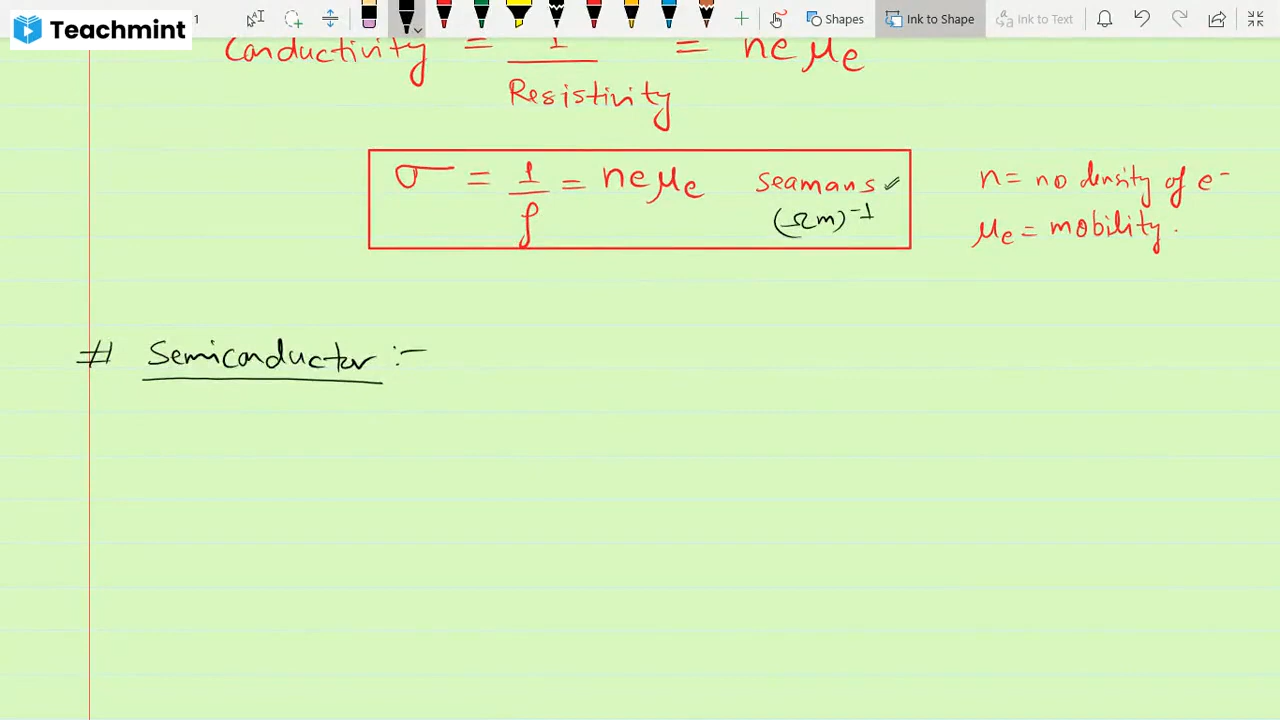 Teachmint
1
Shapes
Ink to Shape
Ink to Text
Conductivity = 1 / Resistivity = neμe
σ = 1/ρ = neμe seamans ✓
(Ωm)⁻¹
n = no density of e⁻
μe = mobility.
# Semiconductor :-